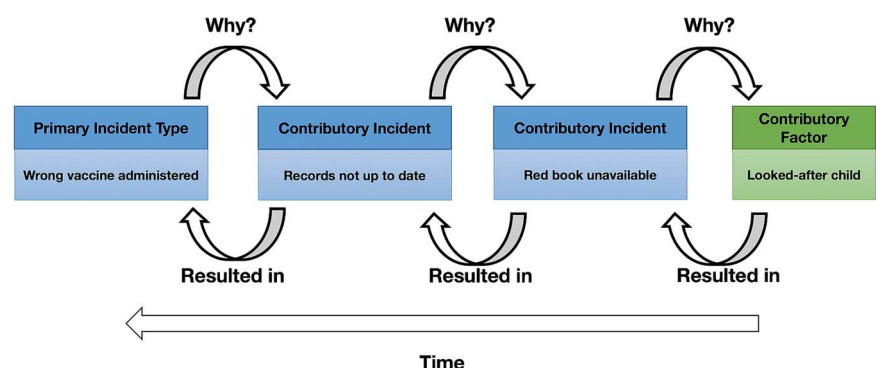 Why?
Why?
Why?
Primary Incident Type
Wrong vaccine administered
Contributory Incident
Records not up to date
Contributory Incident
Red book unavailable
Contributory
Factor
Looked-after child
Resulted in
Resulted in
Resulted in
Time